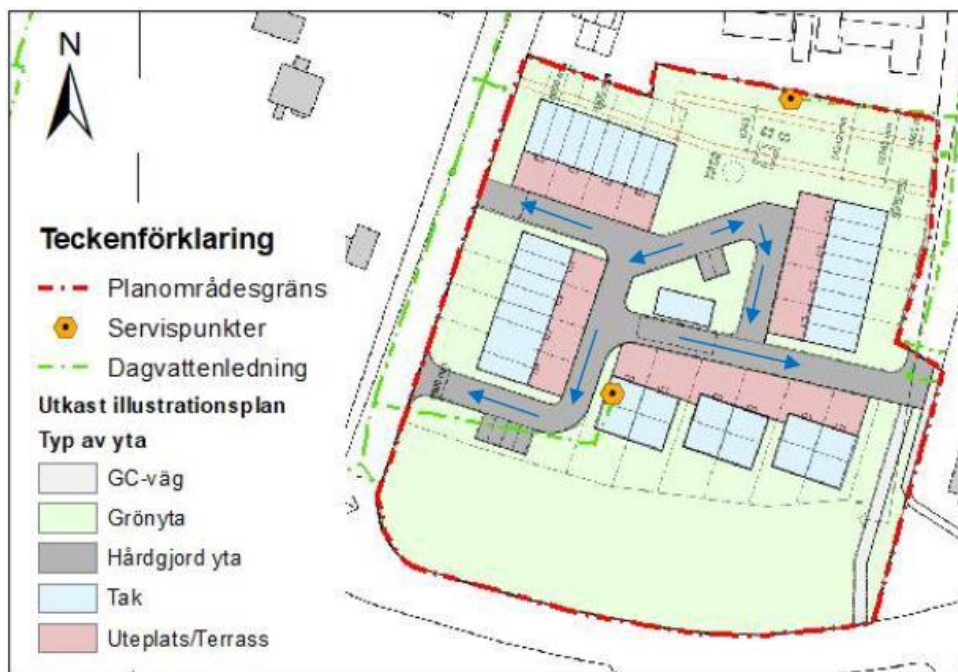 N
Teckenförklaring
Planområdesgräns
Servispunkter
Dagvattenledning
Utkast illustrationsplan
Typ av yta
GC-väg
Grönyta
Hårdgjord yta
Tak
Uteplats/Terrass